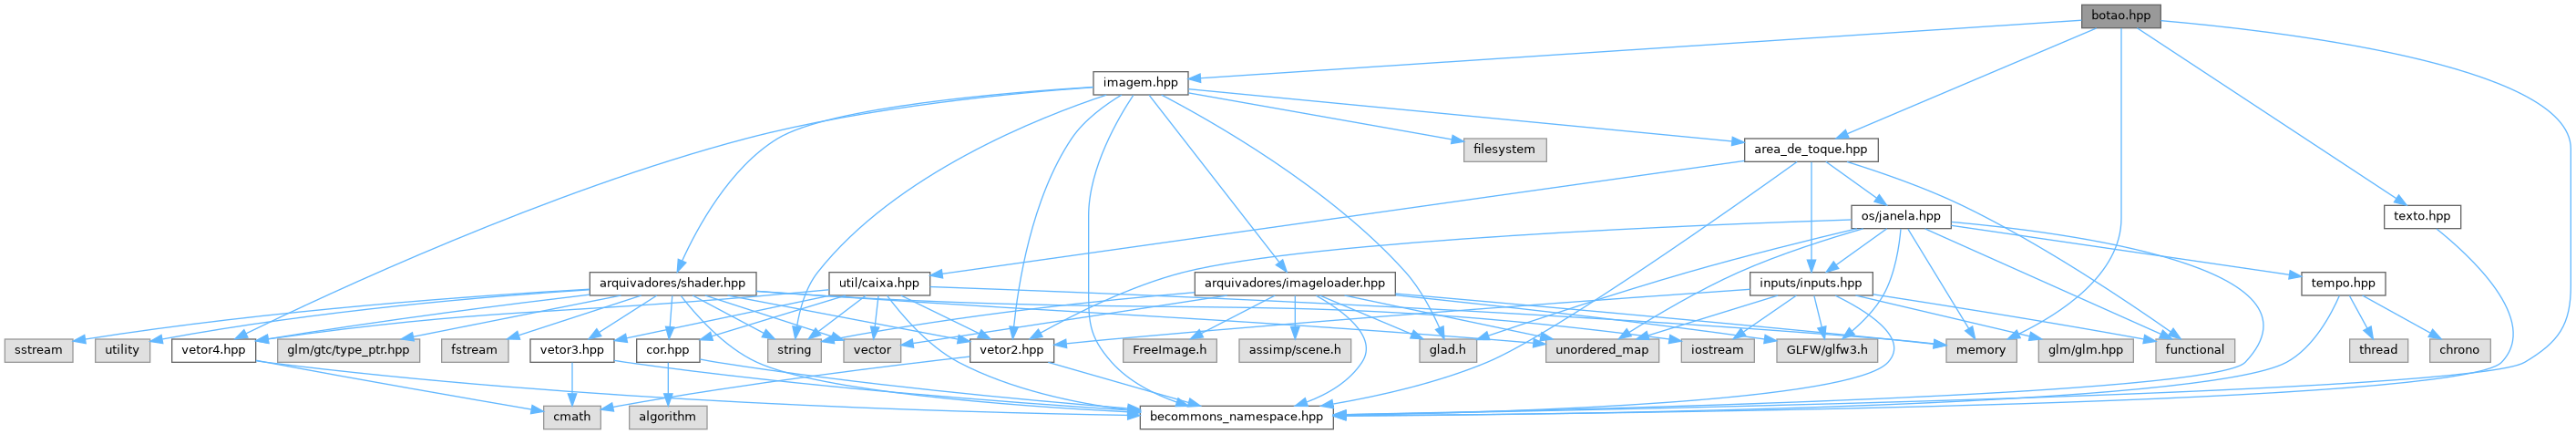 botao.hpp
imagem.hpp
filesystem
area_de_toque.hpp
os/janela.hpp
texto.hpp
arquivadores/shader.hpp
util/caixa.hpp
arquivadores/imageloader.hpp
inputs/inputs.hpp
tempo.hpp
sstream
utility
vetor4.hpp
glm/gtc/type_ptr.hpp
fstream
vetor3.hpp
cor.hpp
string
vector
vetor2.hpp
FreeImage.h
assimp/scene.h
glad.h
unordered_map
iostream
GLFW/glfw3.h
memory
glm/glm.hpp
functional
thread
chrono
cmath
algorithm
becommons_namespace.hpp